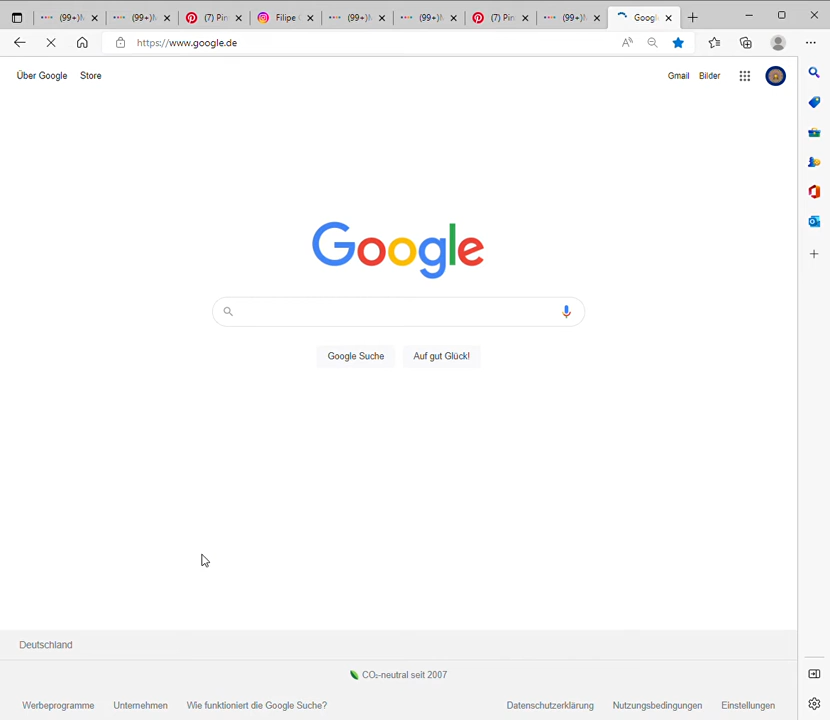 (99+) (99+) (7) Pin Filipe (99+) (99+) (7) Pin (99+) Google
https://www.google.de
Über Google Store Gmail Bilder
Google
Google Suche Auf gut Glück!
Deutschland
CO₂-neutral seit 2007
Werbeprogramme Unternehmen Wie funktioniert die Google Suche? Datenschutzerklärung Nutzungsbedingungen Einstellungen